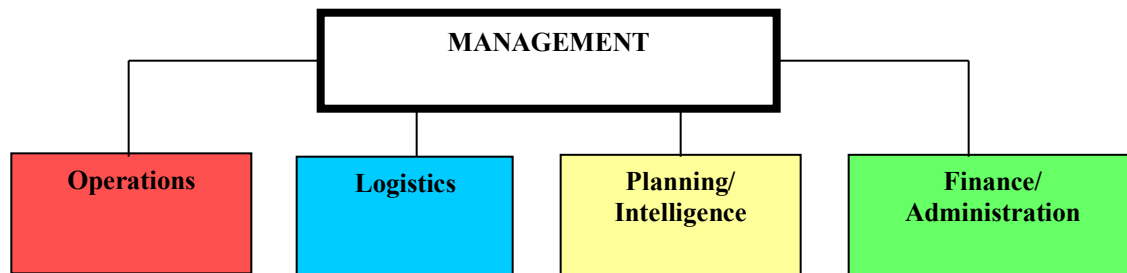 MANAGEMENT
Operations
Logistics
Planning/
Intelligence
Finance/
Administration